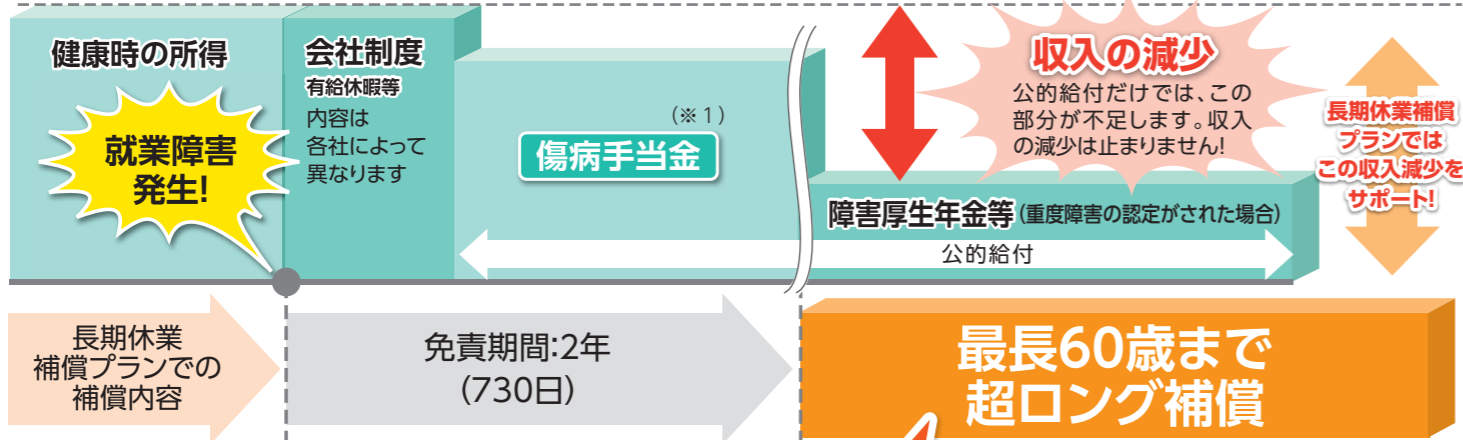 健康時の所得
就業障害
発生!
会社制度
有給休暇等
内容は
各社によって
異なります
(※1)
傷病手当金
収入の減少
公的給付だけでは、この
部分が不足します。収入
の減少は止まりません!
障害厚生年金等(重度障害の認定がされた場合)
公的給付
長期休業補償
プランでは
この収入減少を
サポート!
長期休業
補償プランでの
補償内容
免責期間:2年
(730日)
最長60歳まで
超ロング補償